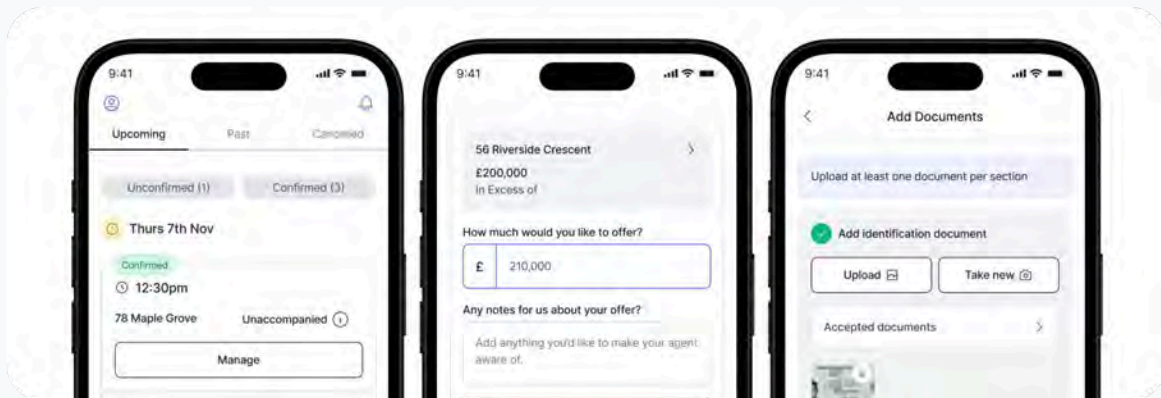 9:41
Upcoming Past Cancelled
Unconfirmed (1) Confirmed (3)
Thurs 7th Nov
Confirmed
12:30pm
78 Maple Grove Unaccompanied
Manage
9:41
56 Riverside Crescent
£200,000
In Excess of
How much would you like to offer?
£ 210,000
Any notes for us about your offer?
Add anything you'd like to make your agent
aware of.
9:41
Add Documents
Upload at least one document per section
Add identification document
Upload Take new
Accepted documents